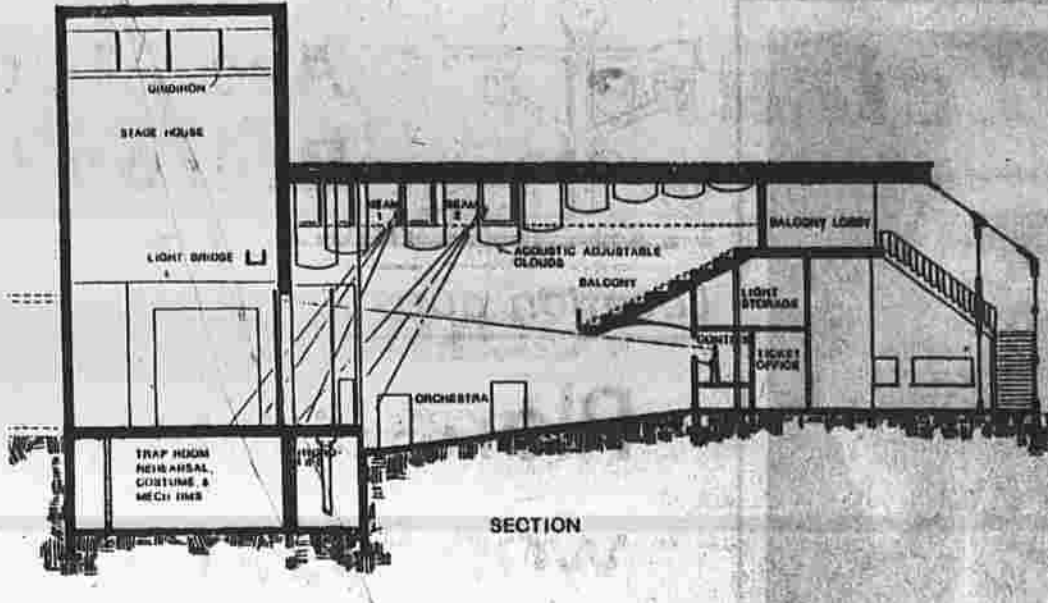 GRIDIRON
STAGE HOUSE
BEAM
1
BEAM
2
BALCONY LOBBY
LIGHT BRIDGE
ACOUSTIC ADJUSTABLE
CLOUDS
BALCONY
LIGHT
STORAGE
TICKET
OFFICE
ORCHESTRA
TRAP ROOM
REHEARSAL,
COSTUME, &
MECH RMS
SECTION